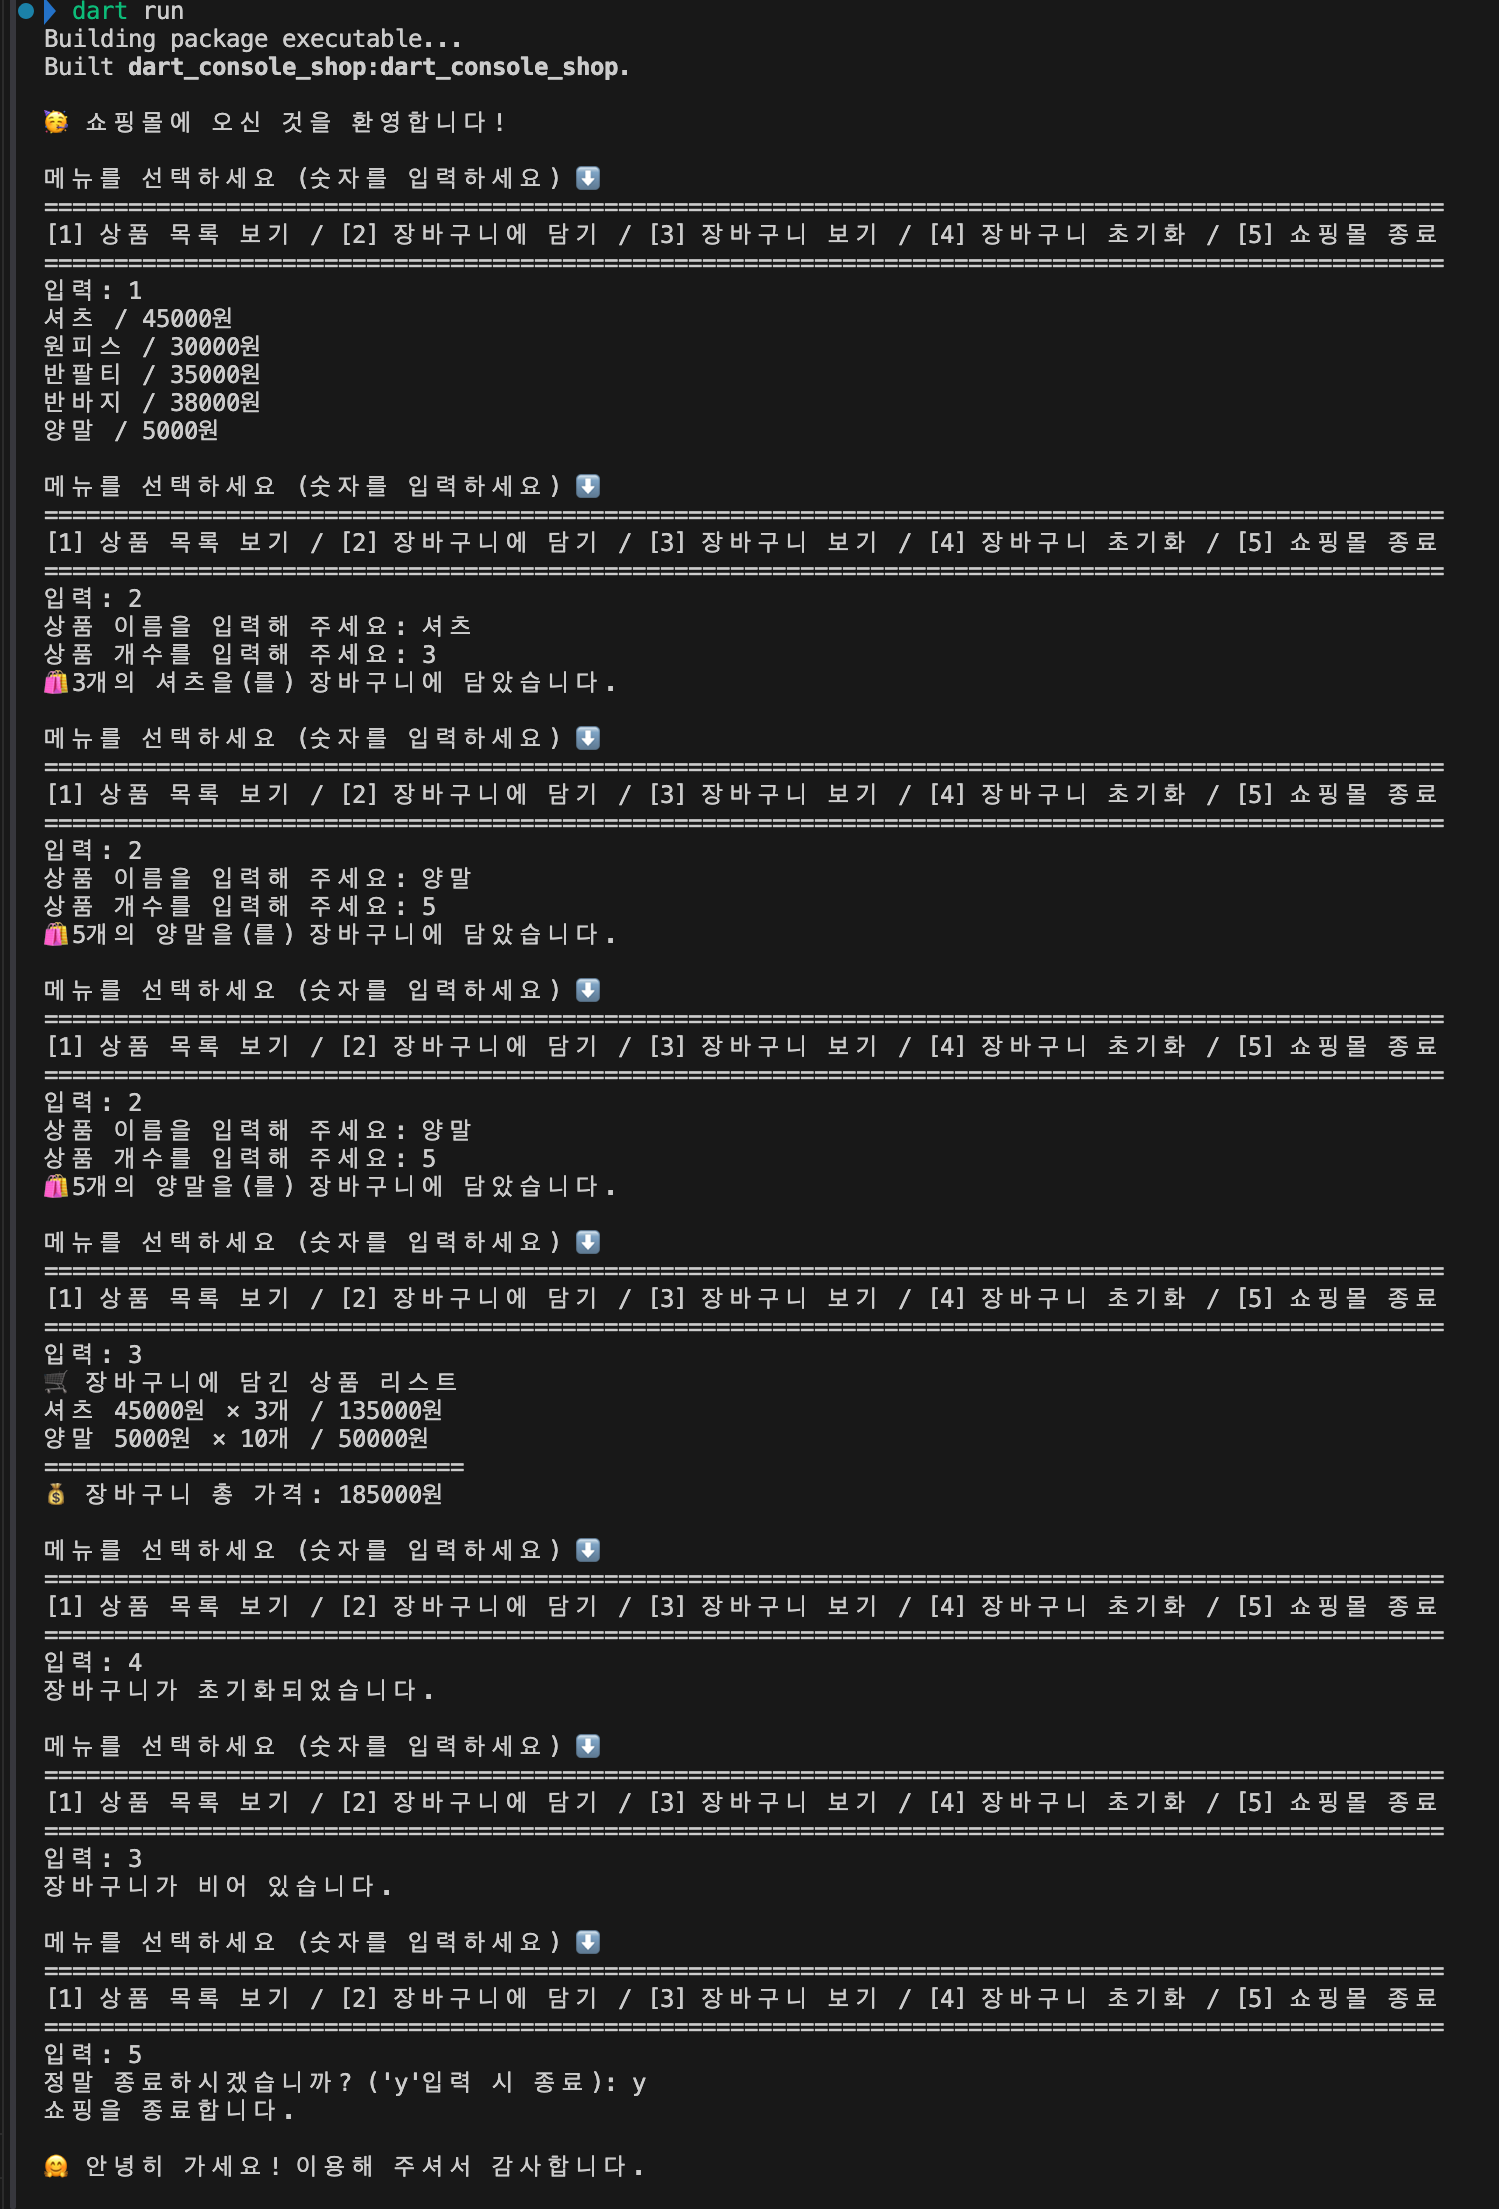 dart run
Building package executable...
Built dart_console_shop:dart_console_shop.
🥳 쇼핑몰에 오신 것을 환영합니다!
메뉴를 선택하세요 (숫자를 입력하세요) ⬇️
====================================================================================================
[1] 상품 목록 보기 / [2] 장바구니에 담기 / [3] 장바구니 보기 / [4] 장바구니 초기화 / [5] 쇼핑몰 종료
====================================================================================================
입력: 1
셔츠 / 45000원
원피스 / 30000원
반팔티 / 35000원
반바지 / 38000원
양말 / 5000원
메뉴를 선택하세요 (숫자를 입력하세요) ⬇️
====================================================================================================
[1] 상품 목록 보기 / [2] 장바구니에 담기 / [3] 장바구니 보기 / [4] 장바구니 초기화 / [5] 쇼핑몰 종료
====================================================================================================
입력: 2
상품 이름을 입력해 주세요: 셔츠
상품 개수를 입력해 주세요: 3
🛍️3개의 셔츠을(를) 장바구니에 담았습니다.
메뉴를 선택하세요 (숫자를 입력하세요) ⬇️
====================================================================================================
[1] 상품 목록 보기 / [2] 장바구니에 담기 / [3] 장바구니 보기 / [4] 장바구니 초기화 / [5] 쇼핑몰 종료
====================================================================================================
입력: 2
상품 이름을 입력해 주세요: 양말
상품 개수를 입력해 주세요: 5
🛍️5개의 양말을(를) 장바구니에 담았습니다.
메뉴를 선택하세요 (숫자를 입력하세요) ⬇️
====================================================================================================
[1] 상품 목록 보기 / [2] 장바구니에 담기 / [3] 장바구니 보기 / [4] 장바구니 초기화 / [5] 쇼핑몰 종료
====================================================================================================
입력: 2
상품 이름을 입력해 주세요: 양말
상품 개수를 입력해 주세요: 5
🛍️5개의 양말을(를) 장바구니에 담았습니다.
메뉴를 선택하세요 (숫자를 입력하세요) ⬇️
====================================================================================================
[1] 상품 목록 보기 / [2] 장바구니에 담기 / [3] 장바구니 보기 / [4] 장바구니 초기화 / [5] 쇼핑몰 종료
====================================================================================================
입력: 3
🛒 장바구니에 담긴 상품 리스트
셔츠 45000원 × 3개 / 135000원
양말 5000원 × 10개 / 50000원
==============================
💰 장바구니 총 가격: 185000원
메뉴를 선택하세요 (숫자를 입력하세요) ⬇️
====================================================================================================
[1] 상품 목록 보기 / [2] 장바구니에 담기 / [3] 장바구니 보기 / [4] 장바구니 초기화 / [5] 쇼핑몰 종료
====================================================================================================
입력: 4
장바구니가 초기화되었습니다.
메뉴를 선택하세요 (숫자를 입력하세요) ⬇️
====================================================================================================
[1] 상품 목록 보기 / [2] 장바구니에 담기 / [3] 장바구니 보기 / [4] 장바구니 초기화 / [5] 쇼핑몰 종료
====================================================================================================
입력: 3
장바구니가 비어 있습니다.
메뉴를 선택하세요 (숫자를 입력하세요) ⬇️
====================================================================================================
[1] 상품 목록 보기 / [2] 장바구니에 담기 / [3] 장바구니 보기 / [4] 장바구니 초기화 / [5] 쇼핑몰 종료
====================================================================================================
입력: 5
정말 종료하시겠습니까? ('y'입력 시 종료): y
쇼핑을 종료합니다.
🤗 안녕히 가세요! 이용해 주셔서 감사합니다.